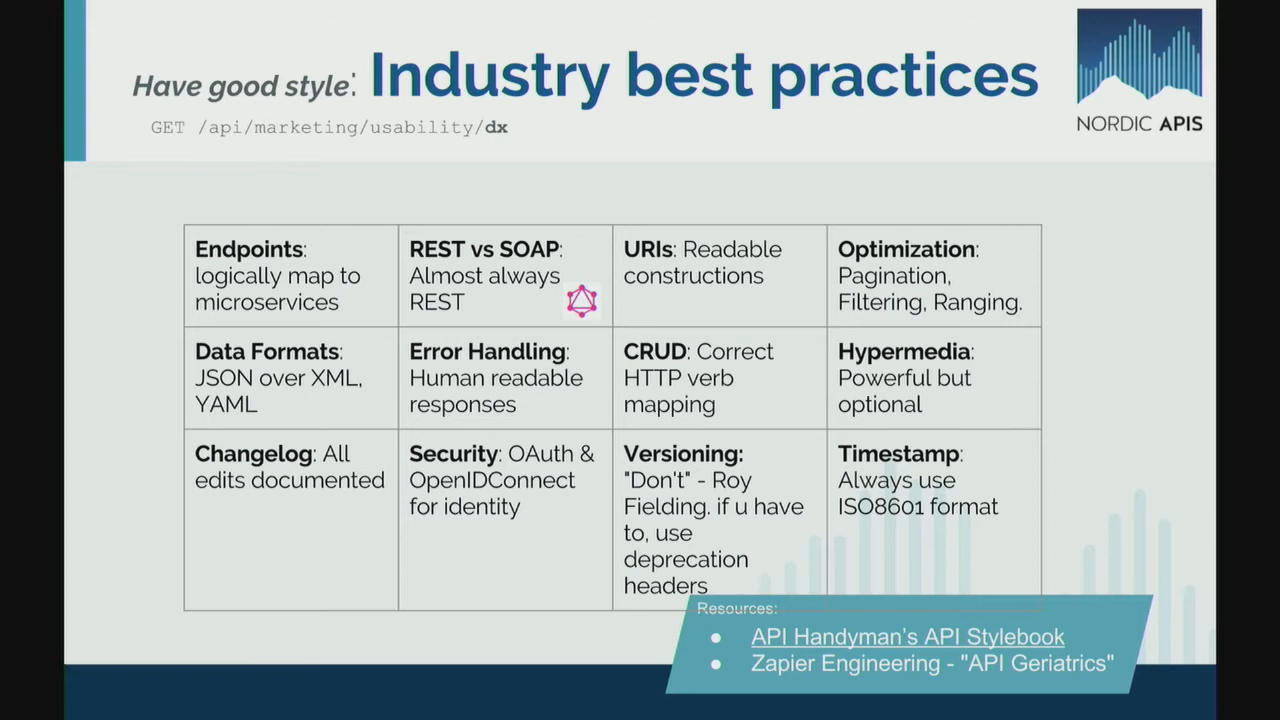 Have good style: Industry best practices
GET /api/marketing/usability/dx
NORDIC APIS
Endpoints:
logically map to
microservices
REST vs SOAP:
Almost always
REST
URIs: Readable
constructions
Optimization:
Pagination,
Filtering, Ranging.
Data Formats:
JSON over XML,
YAML
Error Handling:
Human readable
responses
CRUD: Correct
HTTP verb
mapping
Hypermedia:
Powerful but
optional
Changelog: All
edits documented
Security: OAuth &
OpenIDConnect
for identity
Versioning:
"Don't" - Roy
Fielding. if u have
to, use
deprecation
headers
Timestamp:
Always use
ISO8601 format
Resources:
● API Handyman's API Stylebook
● Zapier Engineering - "API Geriatrics"